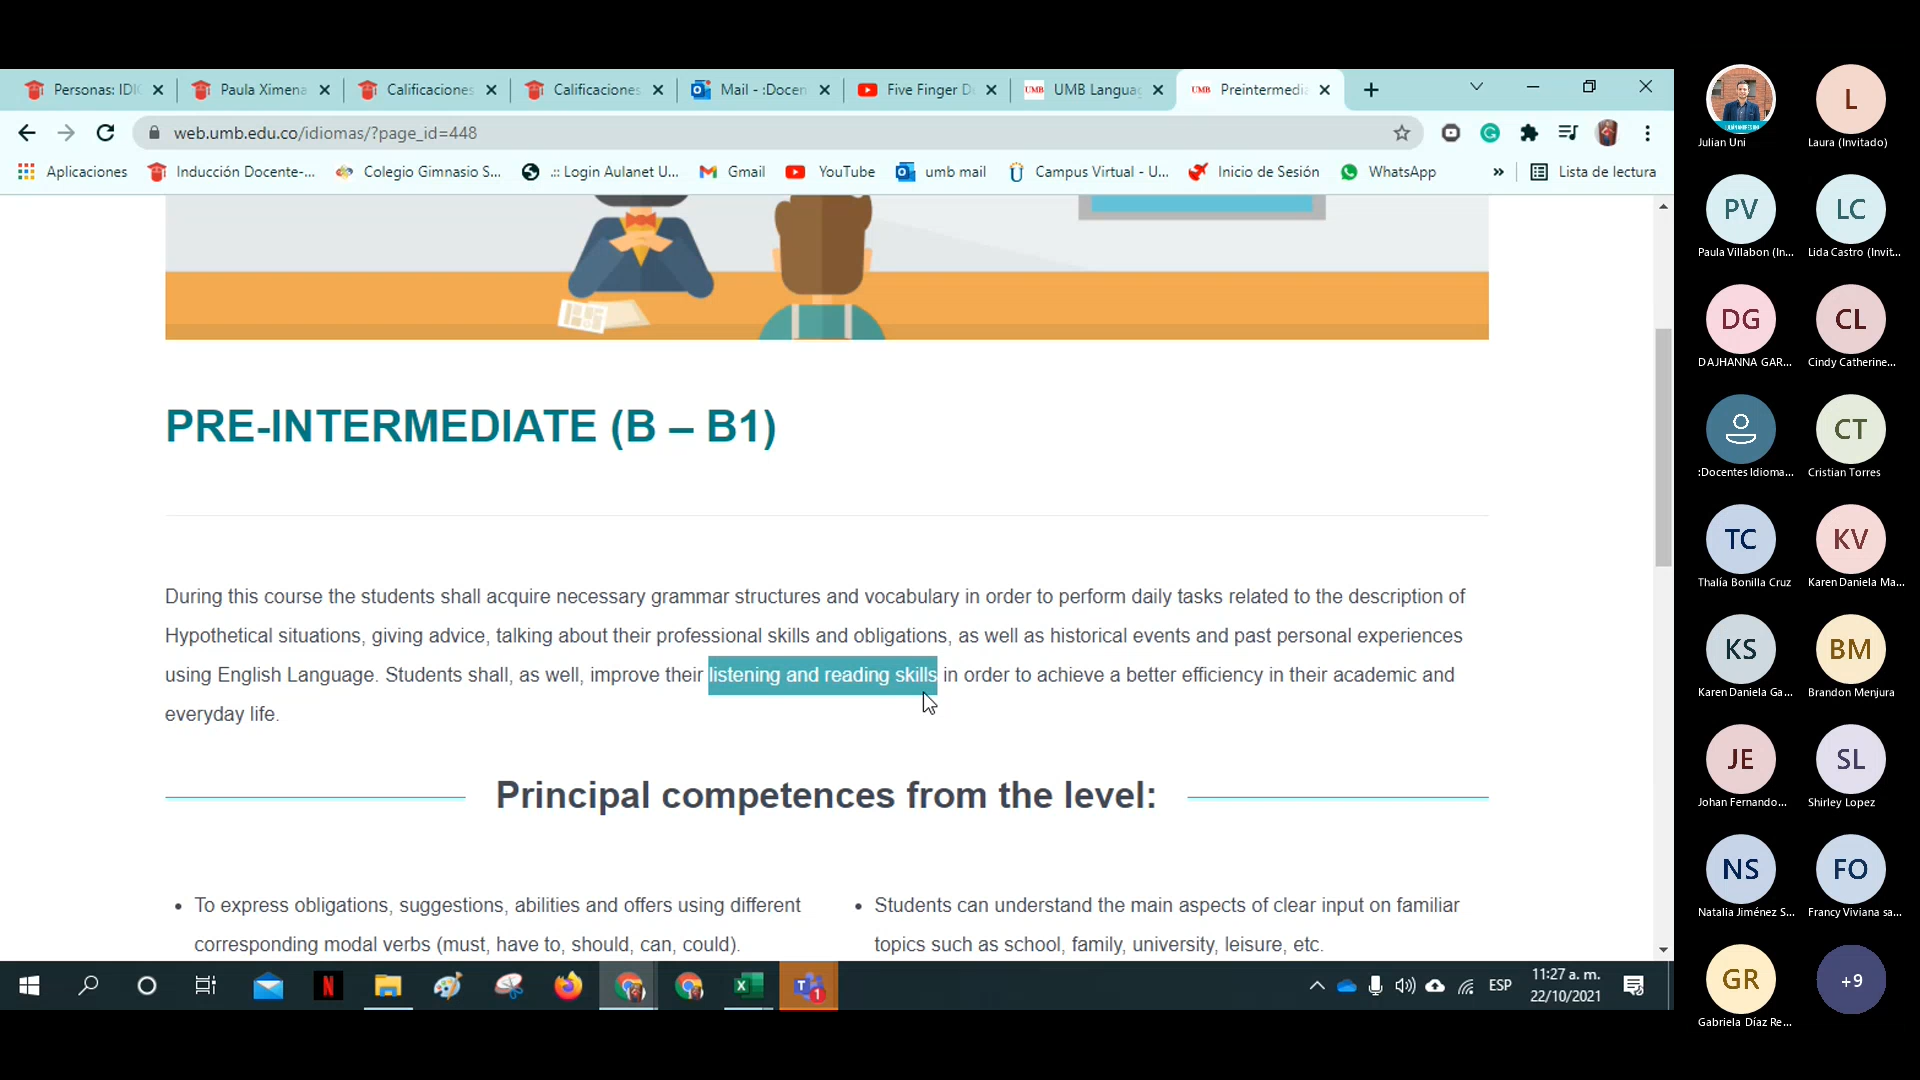 Personas: IDI
Paula Ximena
Calificaciones
Calificaciones
Mail - :Docen
Five Finger D
UMB Langua
Preintermedi
web.umb.edu.co/idiomas/?page_id=448
Aplicaciones
Inducción Docente-...
Colegio Gimnasio S...
.:: Login Aulanet U...
Gmail
YouTube
umb mail
Campus Virtual - U...
Inicio de Sesión
WhatsApp
»
Lista de lectura
PRE-INTERMEDIATE (B – B1)
During this course the students shall acquire necessary grammar structures and vocabulary in order to perform daily tasks related to the description of
Hypothetical situations, giving advice, talking about their professional skills and obligations, as well as historical events and past personal experiences
using English Language. Students shall, as well, improve their listening and reading skills in order to achieve a better efficiency in their academic and
everyday life.
Principal competences from the level:
• To express obligations, suggestions, abilities and offers using different
corresponding modal verbs (must, have to, should, can, could).
• Students can understand the main aspects of clear input on familiar
topics such as school, family, university, leisure, etc.
ESP
11:27 a. m.
22/10/2021
Julian Uni
L
Laura (Invitado)
PV
Paula Villabon (In...
LC
Lida Castro (Invit...
DG
DAJHANNA GAR...
CL
Cindy Catherine...
:Docentes Idioma...
CT
Cristian Torres
TC
Thalía Bonilla Cruz
KV
Karen Daniela Ma...
KS
Karen Daniela Ga...
BM
Brandon Menjura
JE
Johan Fernando...
SL
Shirley Lopez
NS
Natalia Jiménez S...
FO
Francy Viviana sa...
GR
Gabriela Díaz Re...
+9